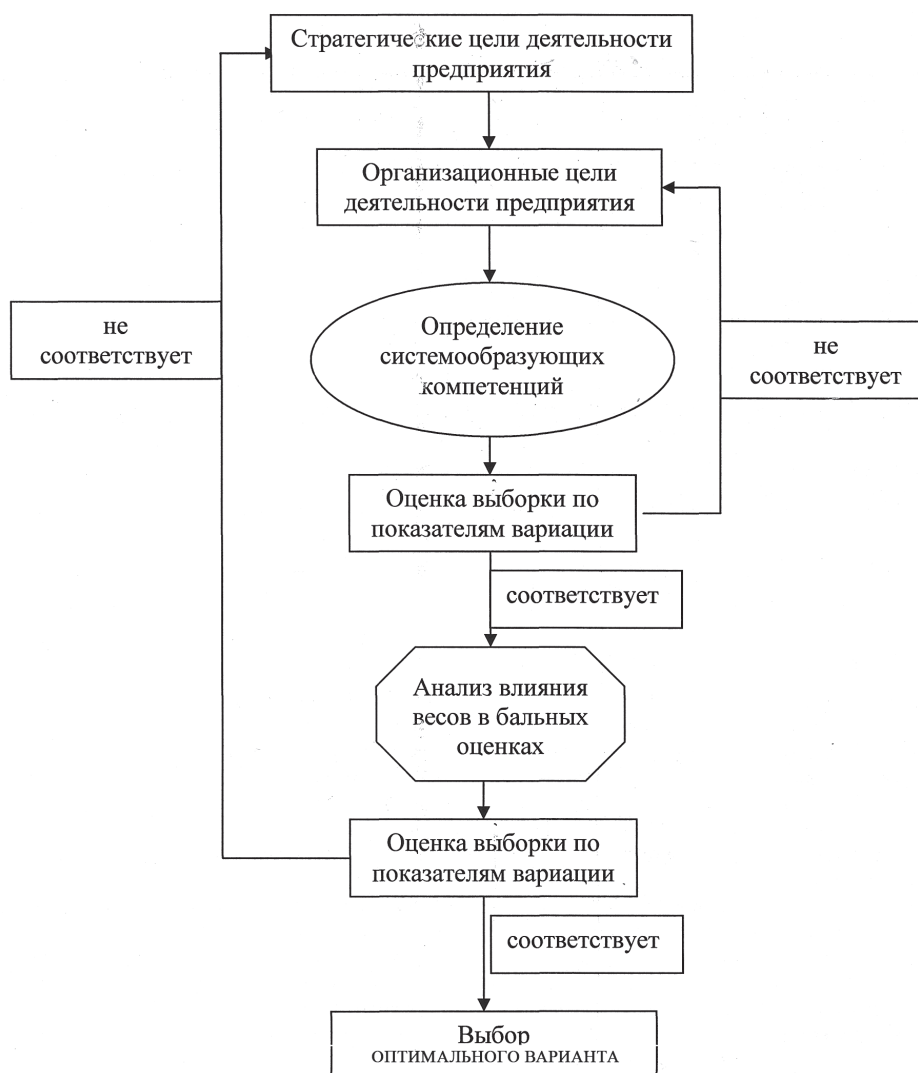 Стратегические цели деятельности
предприятия
Организационные цели
деятельности предприятия
не
соответствует
Определение
системообразующих
компетенций
не
соответствует
Оценка выборки по
показателям вариации
соответствует
Анализ влияния
весов в бальных
оценках
Оценка выборки по
показателям вариации
соответствует
Выбор
ОПТИМАЛЬНОГО ВАРИАНТА